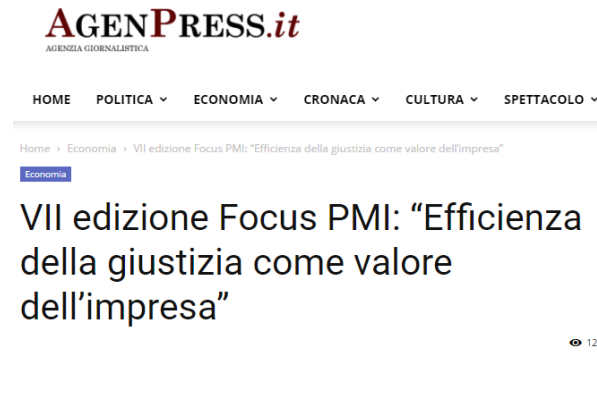 AGENPRESS.it
AGENZIA GIORNALISTICA
HOME POLITICA ECONOMIA CRONACA CULTURA SPETTACOLO
Home › Economia › VII edizione Focus PMI: “Efficienza della giustizia come valore dell’impresa”
Economia
VII edizione Focus PMI: “Efficienza
della giustizia come valore
dell’impresa”
12